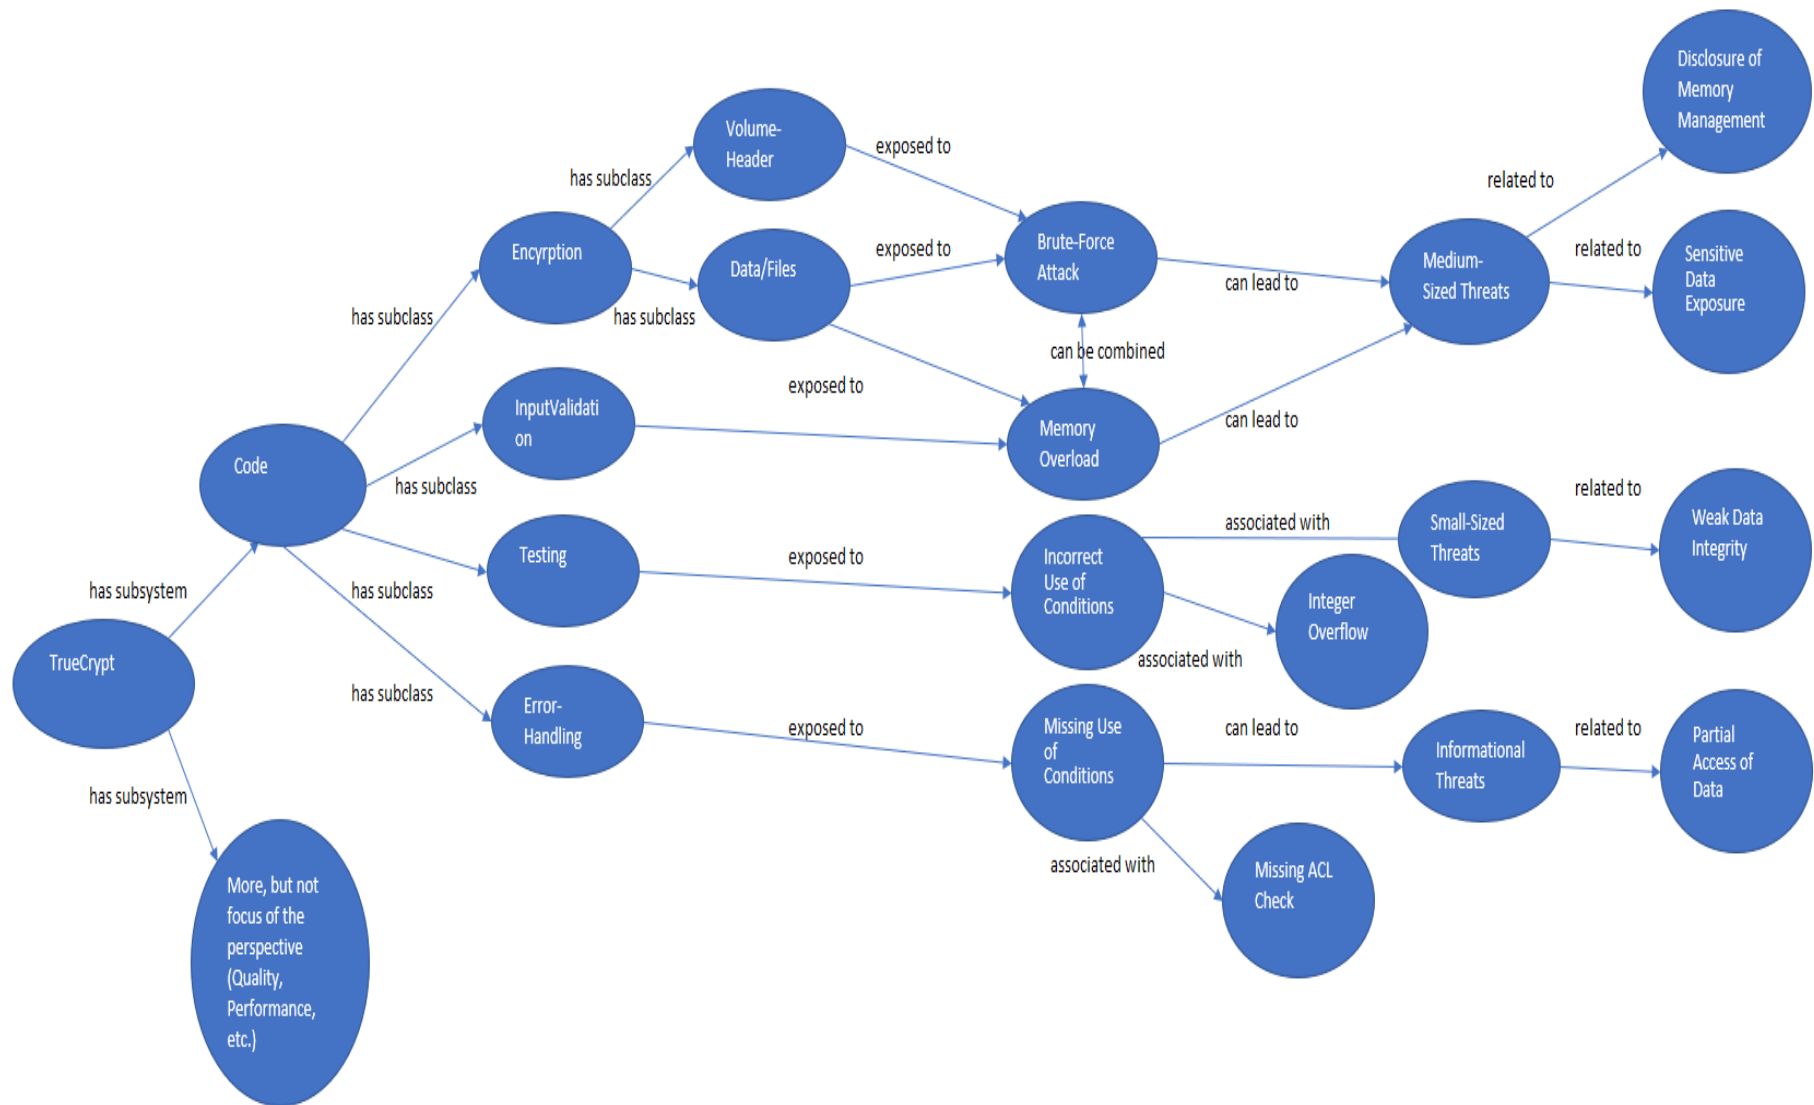 Disclosure of
Memory
Management
Volume-
Header
exposed to
has subclass
related to
Encyrption
Data/Files
exposed to
Brute-Force
Attack
Medium-
Sized Threats
related to
Sensitive
Data
Exposure
can lead to
has subclass
has subclass
can be combined
InputValidati
on
exposed to
Memory
Overload
can lead to
Code
has subclass
Testing
exposed to
Incorrect
Use of
Conditions
associated with
Small-Sized
Threats
related to
Weak Data
Integrity
has subsystem
has subclass
Integer
Overflow
associated with
TrueCrypt
has subclass
Error-
Handling
exposed to
Missing Use
of
Conditions
can lead to
Informational
Threats
related to
Partial
Access of
Data
has subsystem
associated with
Missing ACL
Check
More, but not
focus of the
perspective
(Quality,
Performance,
etc.)